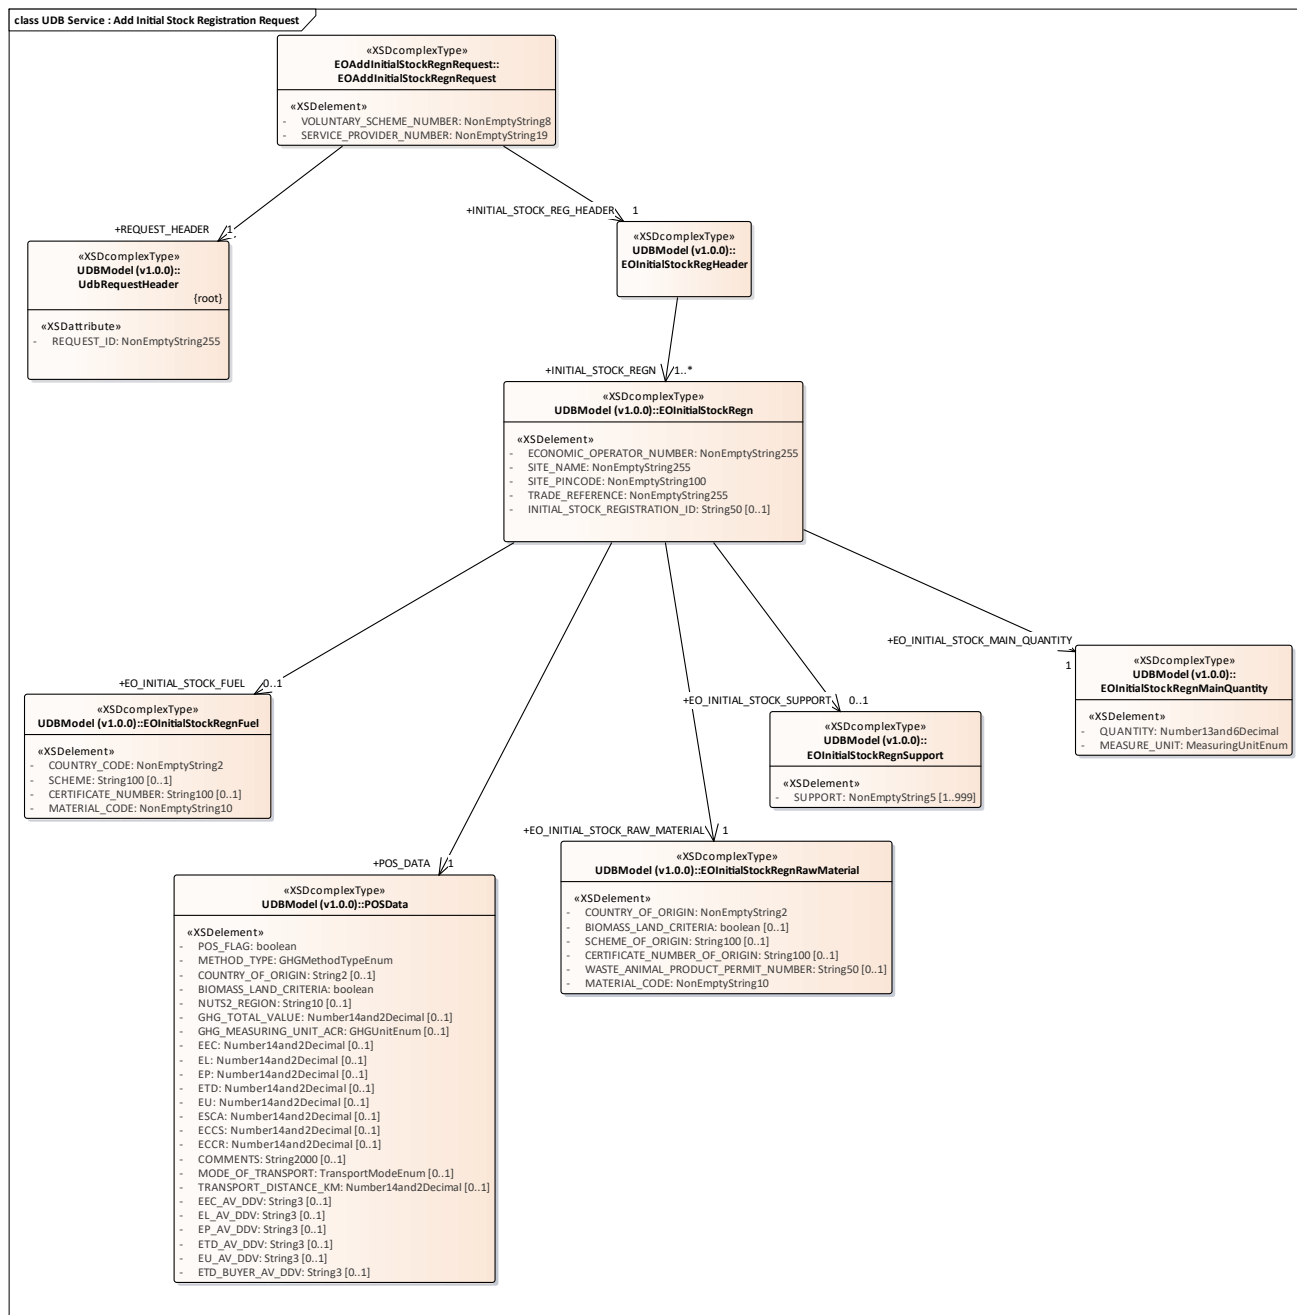 class UDB Service : Add Initial Stock Registration Request
«XSDcomplexType»
EOAddInitialStockRegnRequest::
EOAddInitialStockRegnRequest
«XSDelement»
- VOLUNTARY_SCHEME_NUMBER: NonEmptyString8
- SERVICE_PROVIDER_NUMBER: NonEmptyString19
+INITIAL_STOCK_REG_HEADER 1
+REQUEST_HEADER 1
«XSDcomplexType»
UDBModel (v1.0.0)::
EOInitialStockRegHeader
«XSDcomplexType»
UDBModel (v1.0.0)::
UdbRequestHeader
{root}
«XSDattribute»
- REQUEST_ID: NonEmptyString255
+INITIAL_STOCK_REGN 1..*
«XSDcomplexType»
UDBModel (v1.0.0)::EOInitialStockRegn
«XSDelement»
- ECONOMIC_OPERATOR_NUMBER: NonEmptyString255
- SITE_NAME: NonEmptyString255
- SITE_PINCODE: NonEmptyString100
- TRADE_REFERENCE: NonEmptyString255
- INITIAL_STOCK_REGISTRATION_ID: String50 [0..1]
+EO_INITIAL_STOCK_MAIN_QUANTITY
1
«XSDcomplexType»
UDBModel (v1.0.0)::
EOInitialStockRegnMainQuantity
«XSDelement»
- QUANTITY: Number13and6Decimal
- MEASURE_UNIT: MeasuringUnitEnum
+EO_INITIAL_STOCK_FUEL 0..1
«XSDcomplexType»
UDBModel (v1.0.0)::EOInitialStockRegnFuel
«XSDelement»
- COUNTRY_CODE: NonEmptyString2
- SCHEME: String100 [0..1]
- CERTIFICATE_NUMBER: String100 [0..1]
- MATERIAL_CODE: NonEmptyString10
+EO_INITIAL_STOCK_SUPPORT 0..1
«XSDcomplexType»
UDBModel (v1.0.0)::
EOInitialStockRegnSupport
«XSDelement»
- SUPPORT: NonEmptyString5 [1..999]
+EO_INITIAL_STOCK_RAW_MATERIAL 1
«XSDcomplexType»
UDBModel (v1.0.0)::EOInitialStockRegnRawMaterial
«XSDelement»
- COUNTRY_OF_ORIGIN: NonEmptyString2
- BIOMASS_LAND_CRITERIA: boolean [0..1]
- SCHEME_OF_ORIGIN: String100 [0..1]
- CERTIFICATE_NUMBER_OF_ORIGIN: String100 [0..1]
- WASTE_ANIMAL_PRODUCT_PERMIT_NUMBER: String50 [0..1]
- MATERIAL_CODE: NonEmptyString10
+POS_DATA 1
«XSDcomplexType»
UDBModel (v1.0.0)::POSData
«XSDelement»
- POS_FLAG: boolean
- METHOD_TYPE: GHGMethodTypeEnum
- COUNTRY_OF_ORIGIN: String2 [0..1]
- BIOMASS_LAND_CRITERIA: boolean
- NUTS2_REGION: String10 [0..1]
- GHG_TOTAL_VALUE: Number14and2Decimal [0..1]
- GHG_MEASURING_UNIT_ACR: GHGUnitEnum [0..1]
- EEC: Number14and2Decimal [0..1]
- EL: Number14and2Decimal [0..1]
- EP: Number14and2Decimal [0..1]
- ETD: Number14and2Decimal [0..1]
- EU: Number14and2Decimal [0..1]
- ESCA: Number14and2Decimal [0..1]
- ECCS: Number14and2Decimal [0..1]
- ECCR: Number14and2Decimal [0..1]
- COMMENTS: String2000 [0..1]
- MODE_OF_TRANSPORT: TransportModeEnum [0..1]
- TRANSPORT_DISTANCE_KM: Number14and2Decimal [0..1]
- EEC_AV_DDV: String3 [0..1]
- EL_AV_DDV: String3 [0..1]
- EP_AV_DDV: String3 [0..1]
- ETD_AV_DDV: String3 [0..1]
- EU_AV_DDV: String3 [0..1]
- ETD_BUYER_AV_DDV: String3 [0..1]